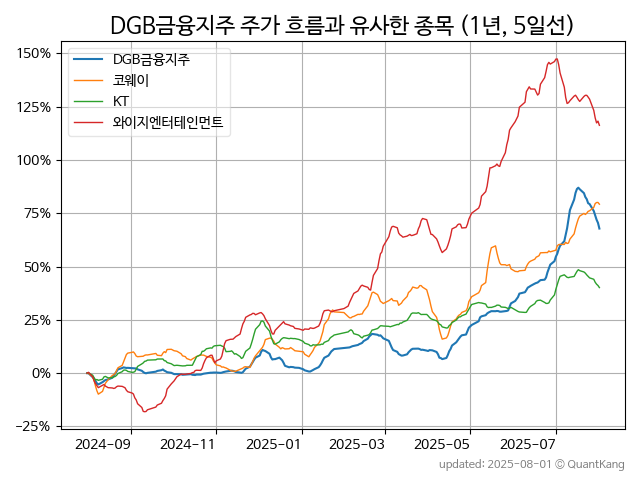 DGB금융지주 주가 흐름과 유사한 종목 (1년, 5일선)
150%
125%
100%
75%
50%
25%
0%
−25%
DGB금융지주
코웨이
KT
와이지엔터테인먼트
2024-09
2024-11
2025-01
2025-03
2025-05
2025-07
updated: 2025-08-01 © QuantKang